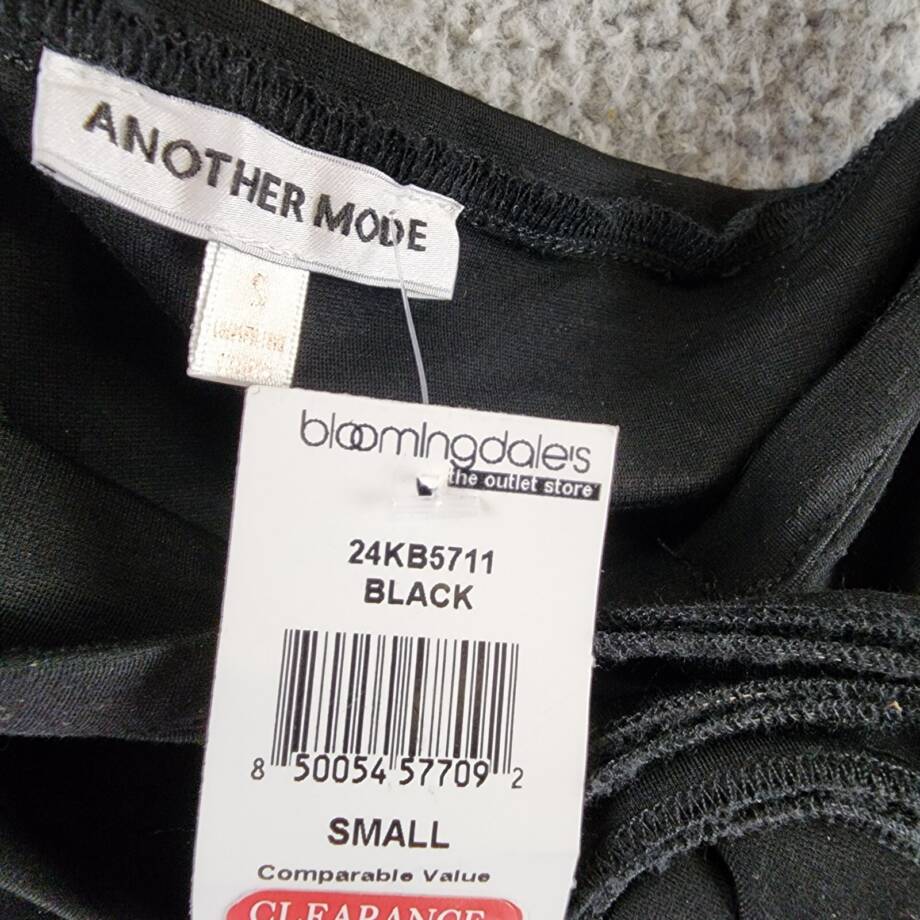 ANOTHER MODE
S
bloomingdale's
the outlet store
24KB5711
BLACK
8 50054 57709 2
SMALL
Comparable Value
CLEARANCE